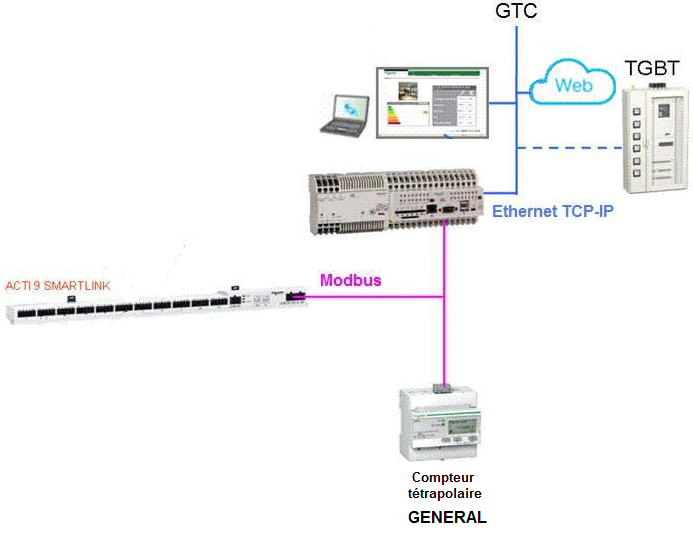 GTC
Web
TGBT
Ethernet TCP-IP
ACTI 9 SMARTLINK
Modbus
Compteur
tétrapolaire
GENERAL